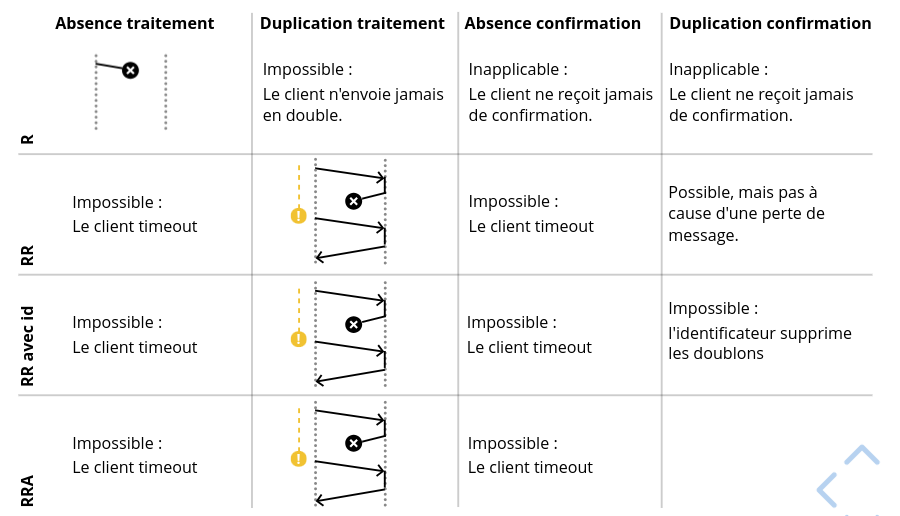 Absence traitement
Duplication traitement
Absence confirmation
Duplication confirmation
R
Impossible :
Le client n'envoie jamais
en double.
Inapplicable :
Le client ne reçoit jamais
de confirmation.
Inapplicable :
Le client ne reçoit jamais
de confirmation.
RR
Impossible :
Le client timeout
Impossible :
Le client timeout
Possible, mais pas à
cause d'une perte de
message.
RR avec id
Impossible :
Le client timeout
Impossible :
Le client timeout
Impossible :
l'identificateur supprime
les doublons
RRA
Impossible :
Le client timeout
Impossible :
Le client timeout